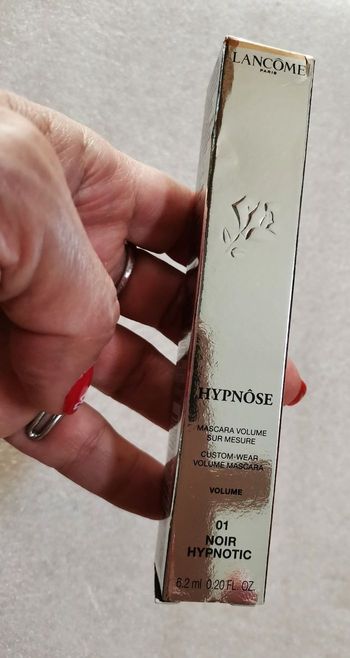 LANCÔME
PARIS
HYPNÔSE
MASCARA VOLUME
SUR MESURE
CUSTOM-WEAR
VOLUME MASCARA
VOLUME
01
NOIR
HYPNOTIC
6.2 ml 0.20 FL. OZ.